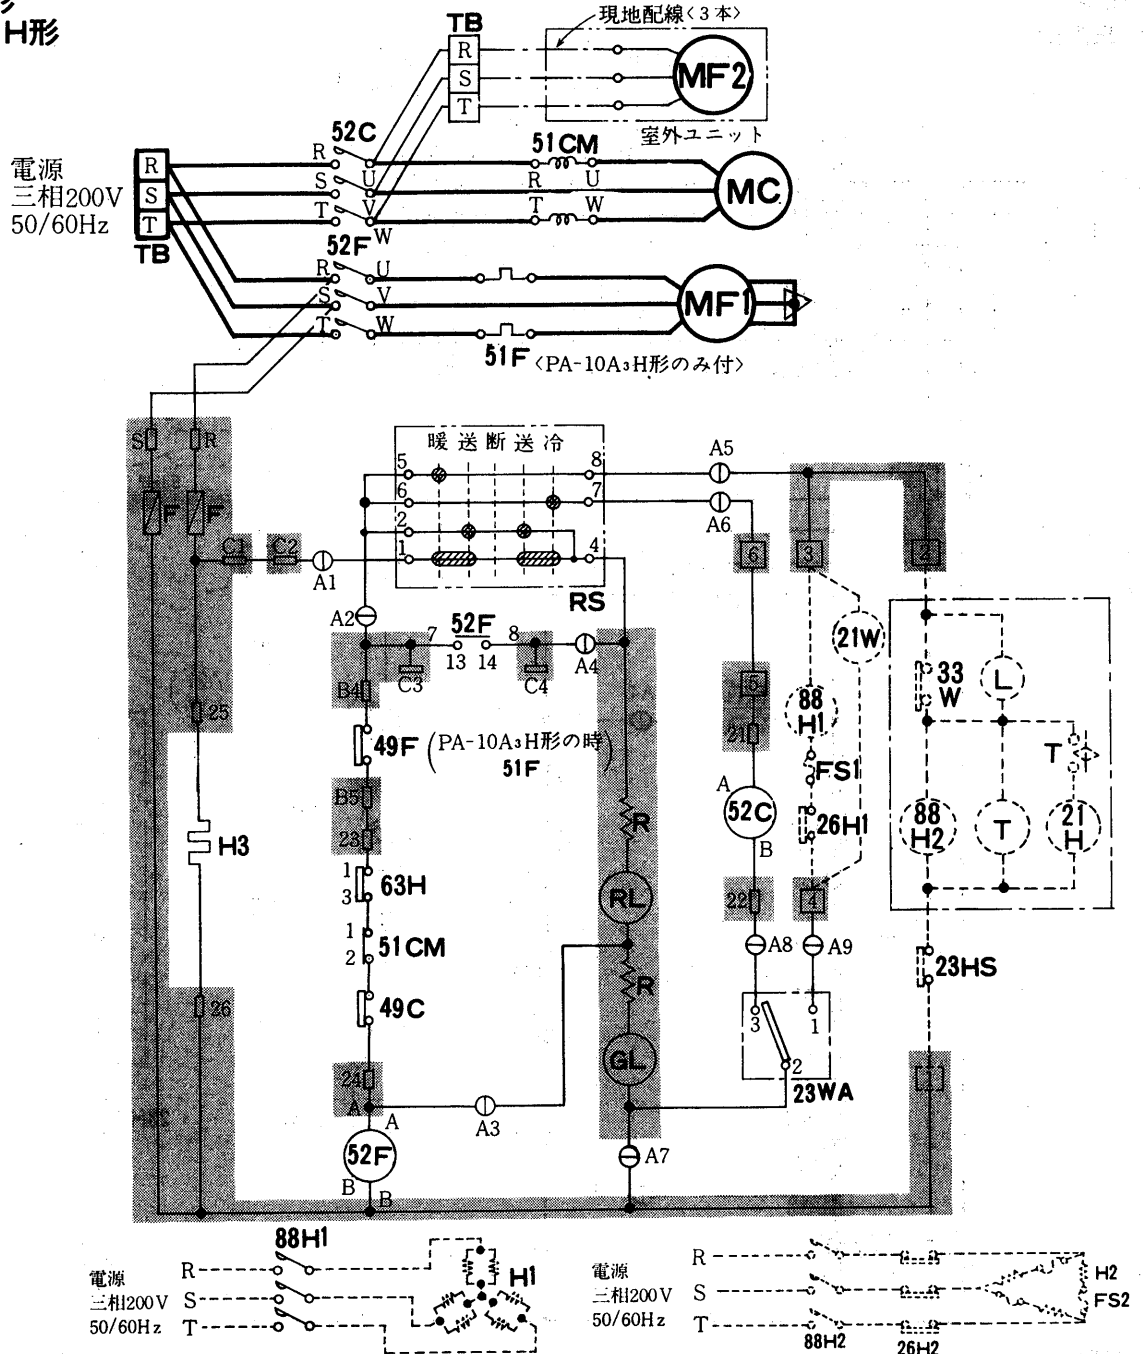 H形
現地配線〈3本〉
TB
R
S
T
MF2
室外ユニット
電源
三相200V
50/60Hz
R
S
T
TB
52C
R
S
T
U
V
W
51CM
R
U
T
W
MC
52F
R
S
T
U
V
W
MF1
51F
〈PA-10A₃H形のみ付〉
S
R
F
F
暖 送 断 送 冷
5
8
6
7
2
1
4
RS
A5
A6
C1
C2
A1
A2
6
3
2
52F
7
8
13
14
C3
C4
A4
B4
21W
33
W
L
5
25
21
88
H1
49F
(PA-10A₃H形の時)
51F
FS1
T
B5
A
52C
B
26H1
88
H2
T
21
H
H3
23
R
1
3
63H
RL
22
4
1
2
51CM
A8
A9
23HS
R
26
49C
3
1
GL
2
23WA
24
A
A
A3
1
52F
A7
B
B
電源
三相200V
50/60Hz
R
S
T
88H1
H1
電源
三相200V
50/60Hz
R
S
T
88H2
26H2
H2
FS2